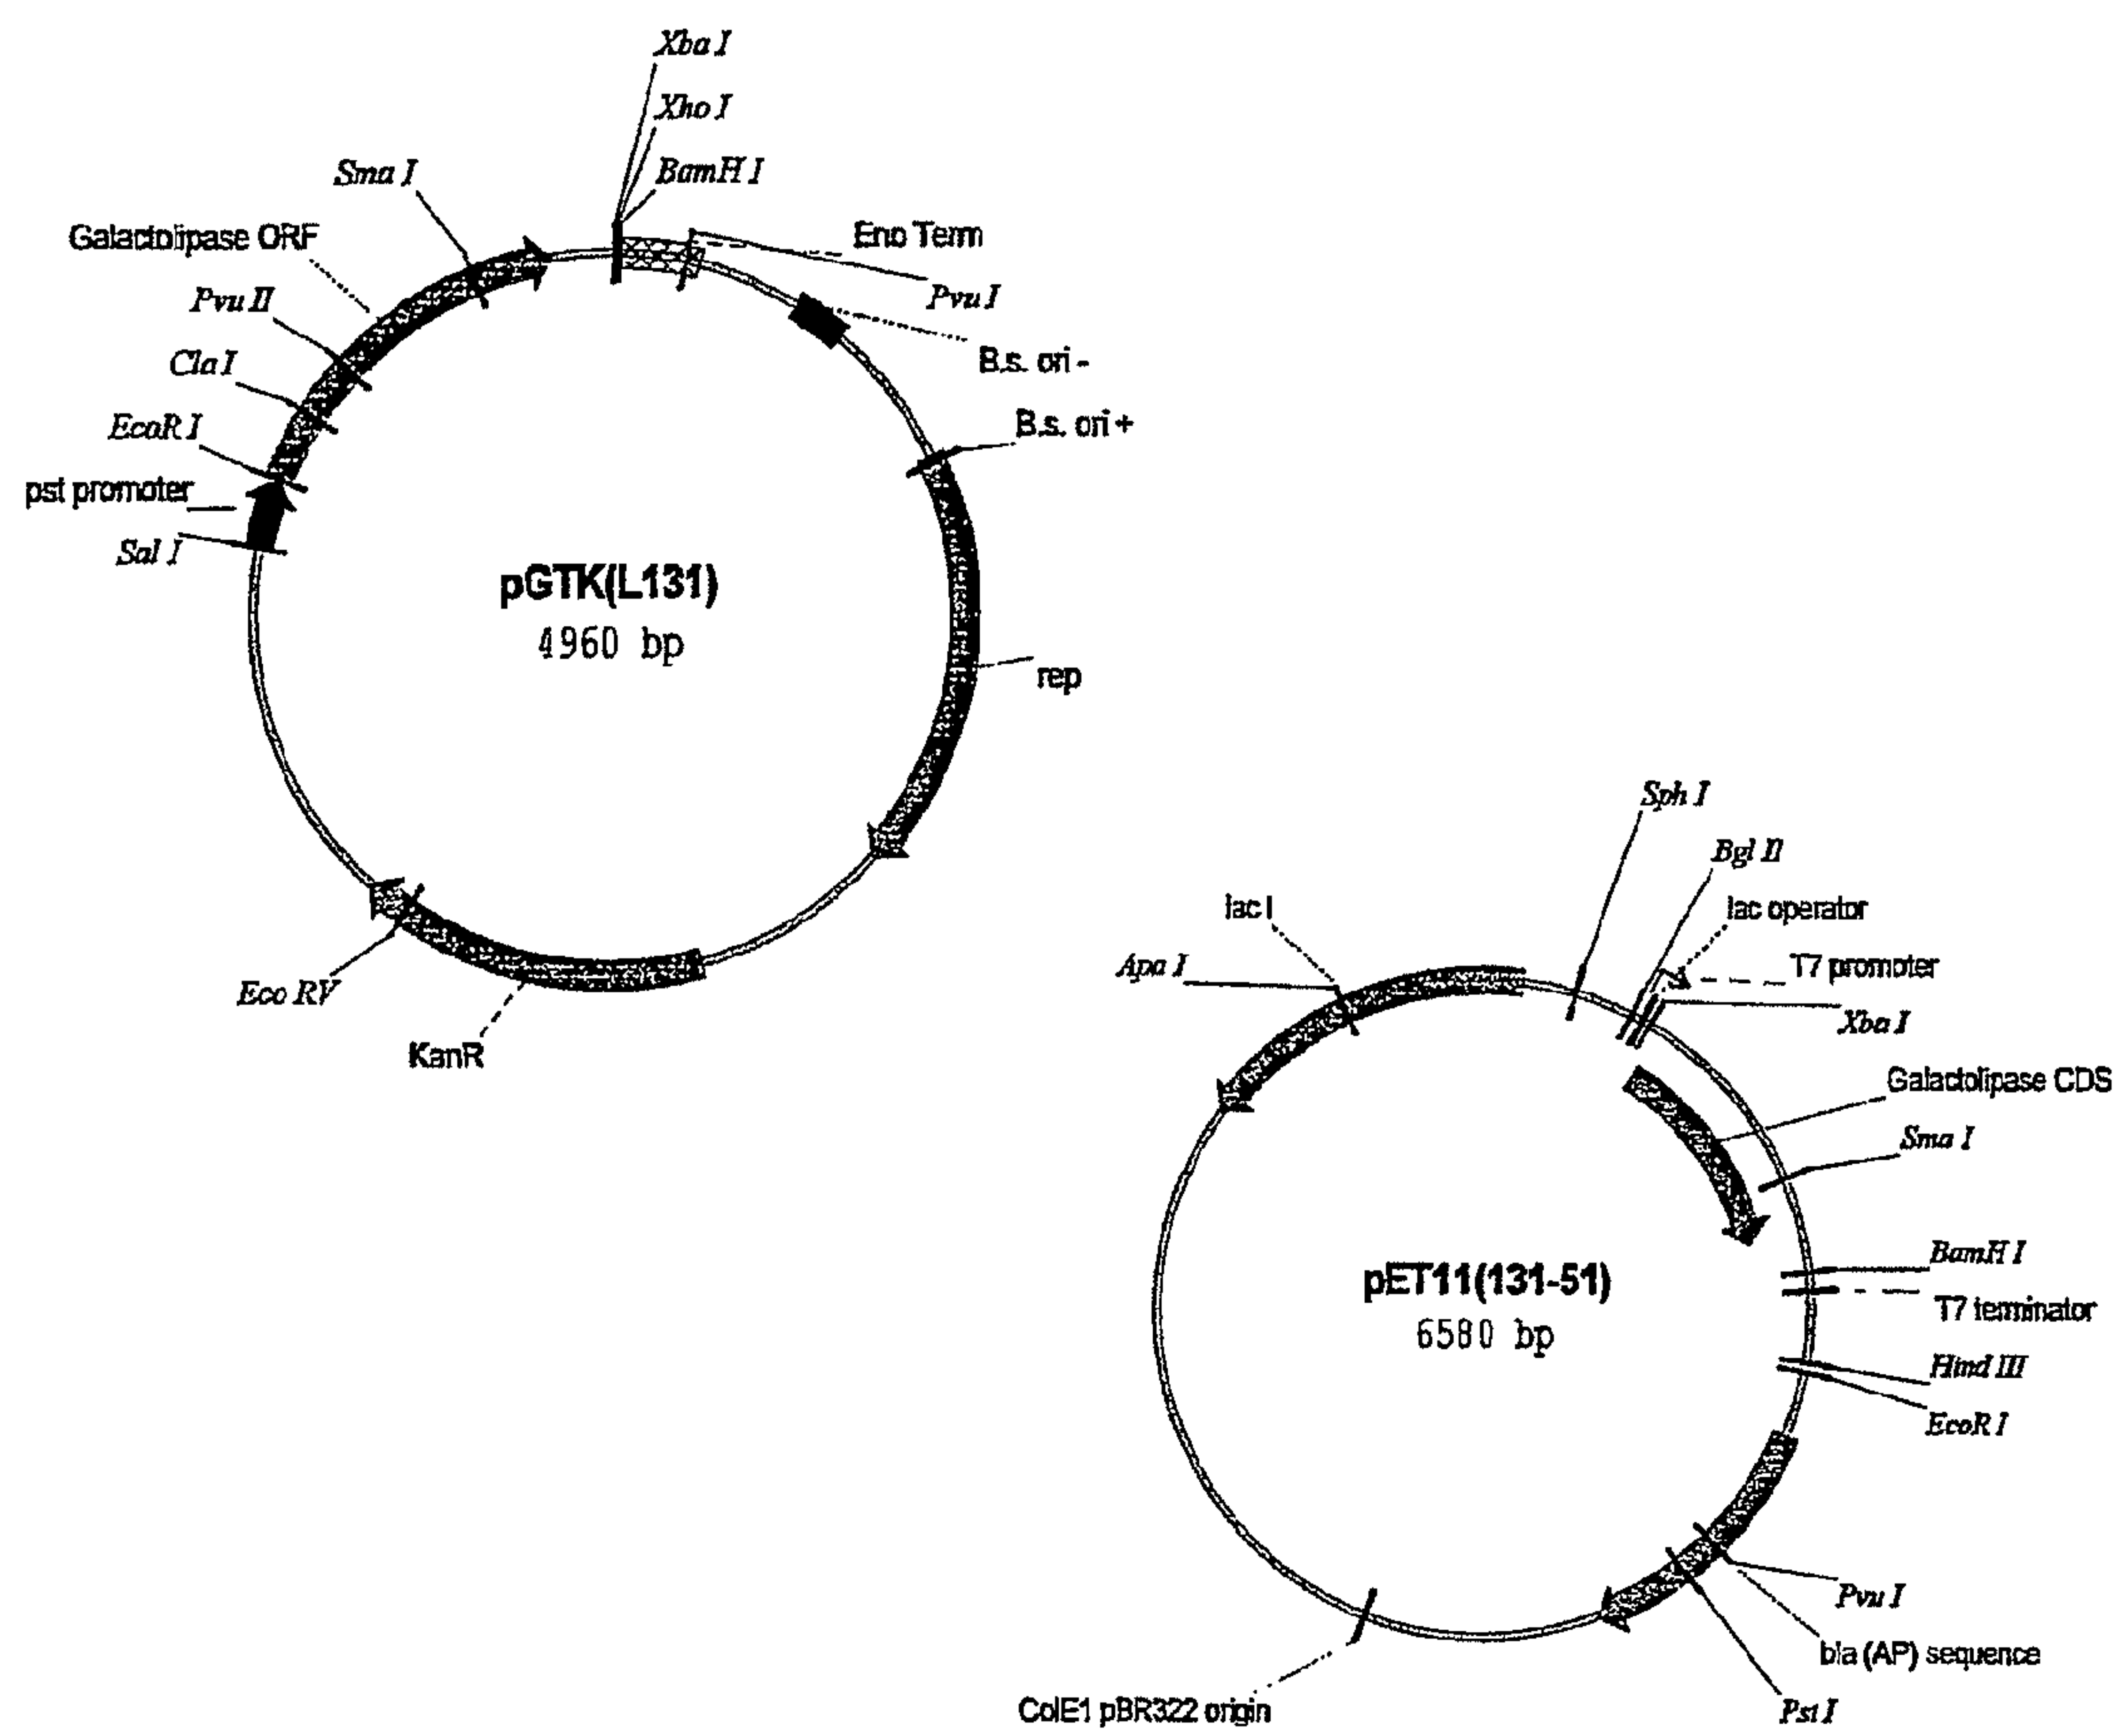 Xba I
Xho I
BamH I
Sma I
Galactolipase ORF
Eno Term
Pvu II
Pvu I
Cla I
B.s. ori -
EcoR I
B.s. ori +
pst promoter
Sal I
pGTK(L131)
4960 bp
rep
Eco RV
KanR
Sph I
Bgl II
lac I
lac operator
Apa I
T7 promoter
Xba I
Galactolipase CDS
Sma I
BamH I
pET11(131-51)
6580 bp
T7 terminator
Hind III
EcoR I
Pvu I
bla (AP) sequence
ColE1 pBR322 origin
Pst I